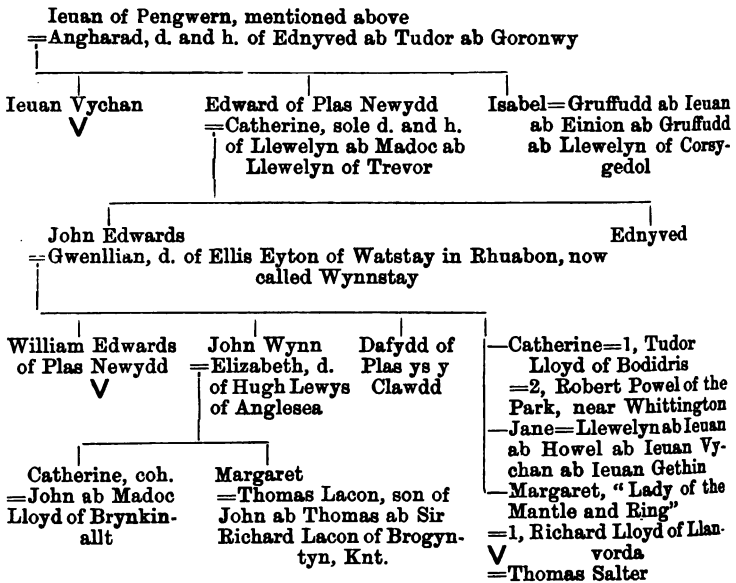 Ieuan of Pengwern, mentioned above
=Angharad, d. and h. of Ednyved ab Tudor ab Goronwy
Ieuan Vychan
V
Edward of Plas Newydd
=Catherine, sole d. and h.
of Llewelyn ab Madoc ab
Llewelyn of Trevor
Isabel=Gruffudd ab Ieuan
ab Einion ab Gruffudd
ab Llewelyn of Corsy-
gedol
John Edwards
=Gwenllian, d. of Ellis Eyton of Watstay in Rhuabon, now
called Wynnstay
Ednyved
William Edwards
of Plas Newydd
V
John Wynn
=Elizabeth, d.
of Hugh Lewys
of Anglesea
Dafydd of
Plas ys y
Clawdd
—Catherine=1, Tudor
Lloyd of Bodidris
=2, Robert Powel of the
Park, near Whittington
—Jane=Llewelyn ab Ieuan
ab Howel ab Ieuan Vy-
chan ab Ieuan Gethin
—Margaret, "Lady of the
Mantle and Ring"
=1, Richard Lloyd of Llan-
V vorda
=Thomas Salter
Catherine, coh.
=John ab Madoc
Lloyd of Brynkin-
allt
Margaret
=Thomas Lacon, son of
John ab Thomas ab Sir
Richard Lacon of Brogyn-
tyn, Knt.